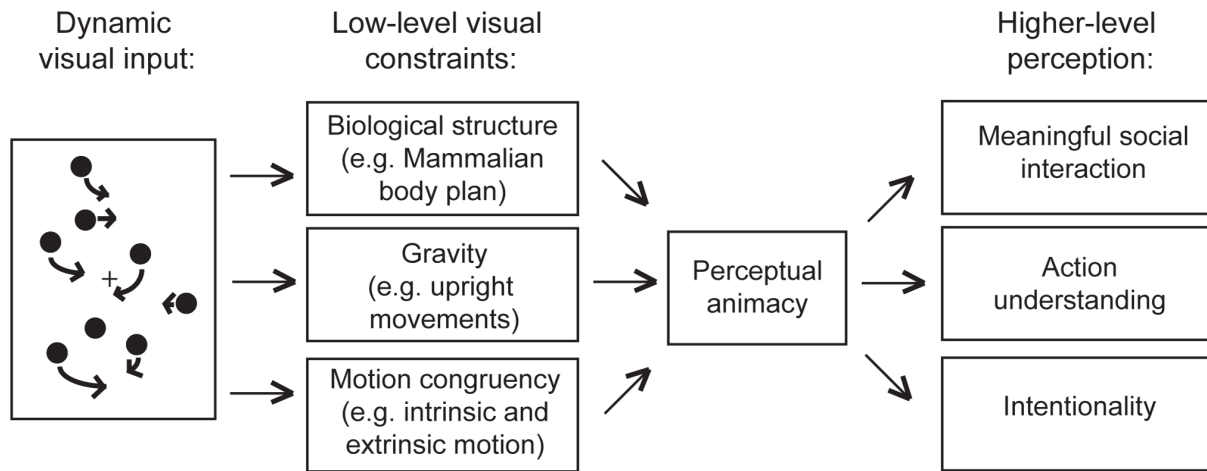 Dynamic
visual input:
Low-level visual
constraints:
Higher-level
perception:
Biological structure
(e.g. Mammalian
body plan)
Gravity
(e.g. upright
movements)
Motion congruency
(e.g. intrinsic and
extrinsic motion)
Perceptual
animacy
Meaningful social
interaction
Action
understanding
Intentionality